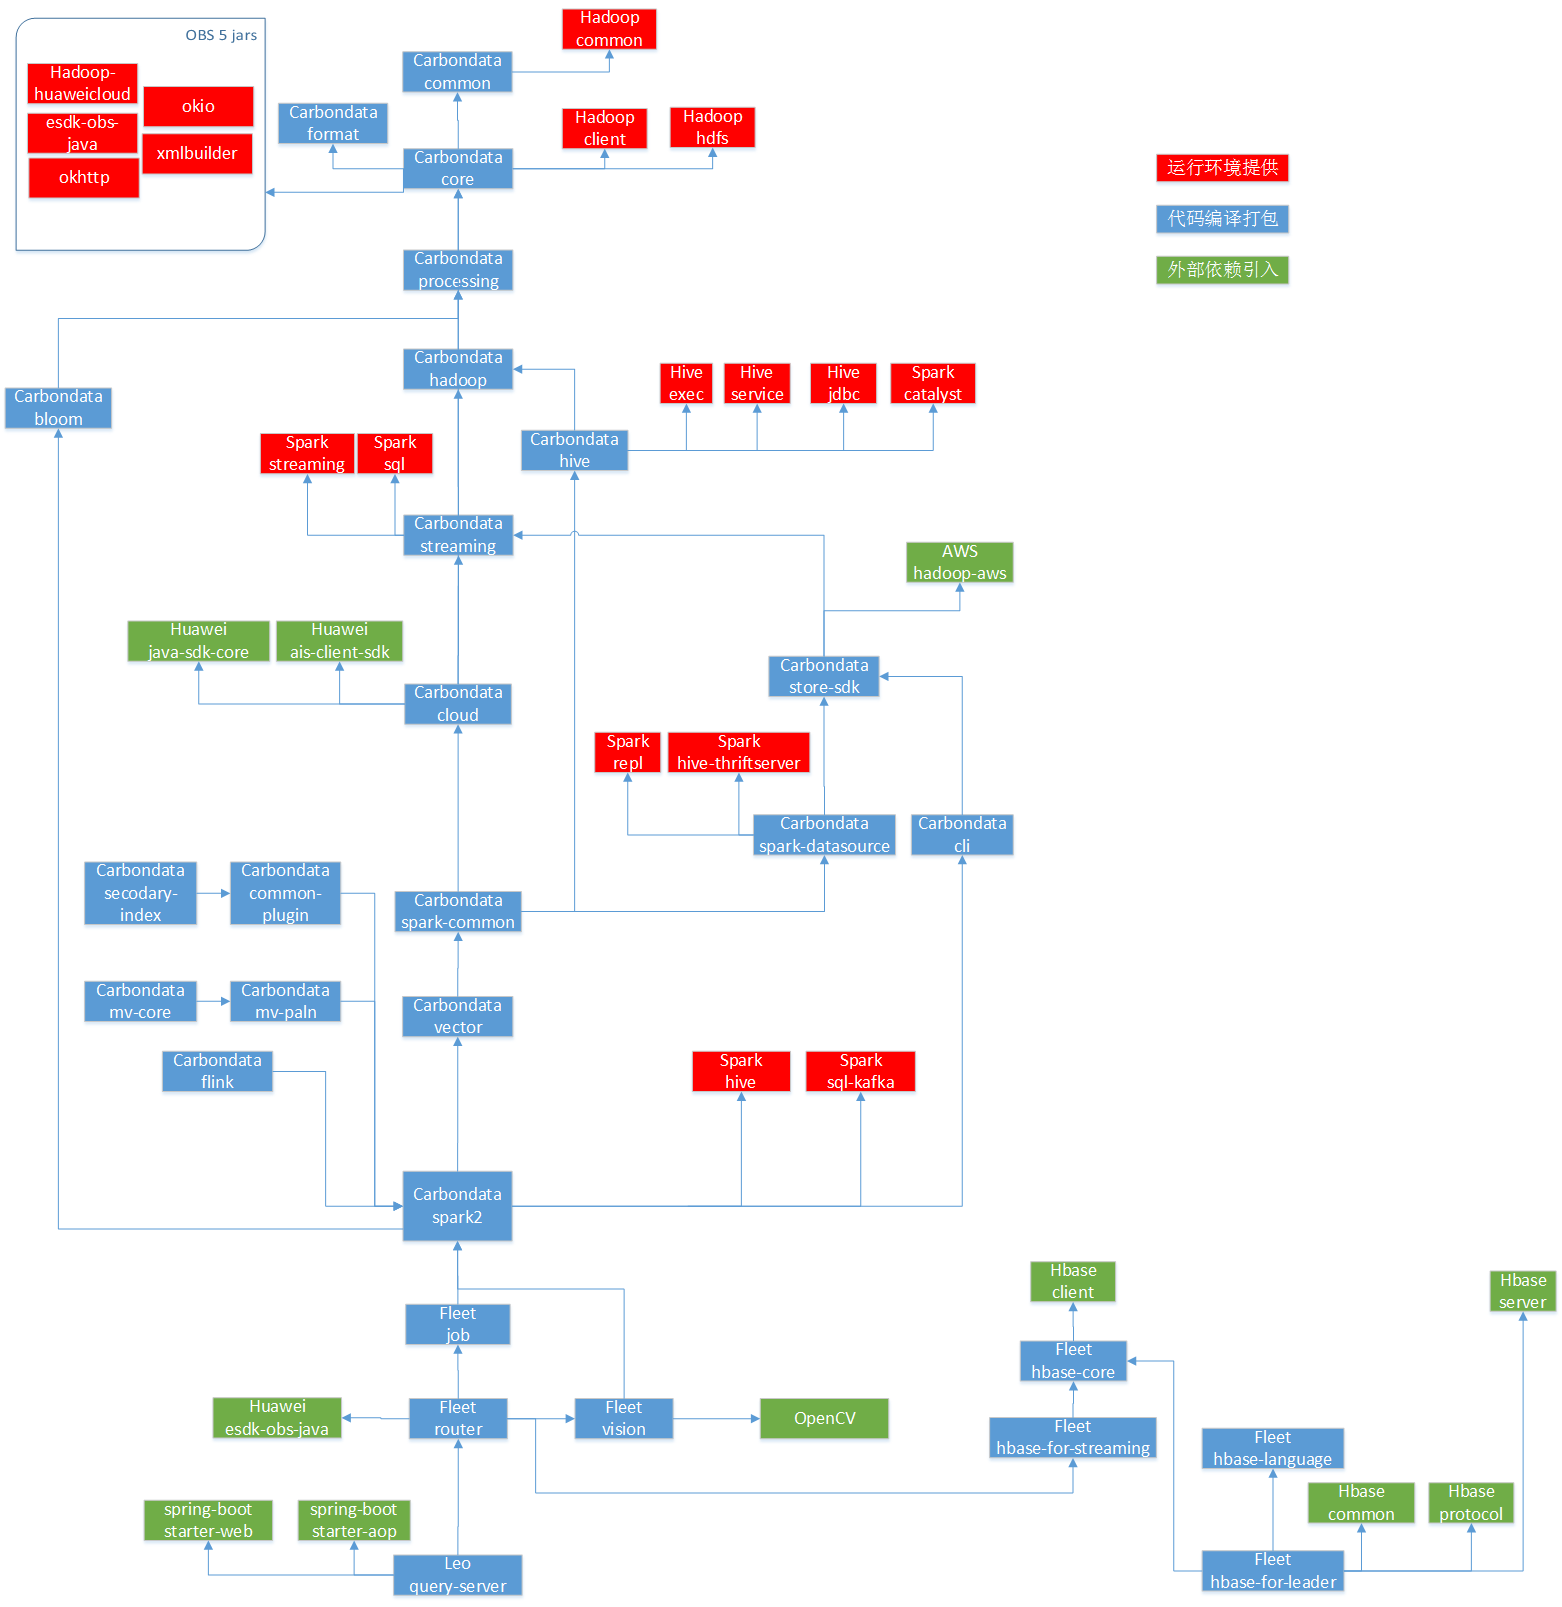 OBS 5 jars
Hadoop-
huaweicloud
okio
esdk-obs-
java
xmlbuilder
okhttp
Hadoop
common
Carbondata
common
Carbondata
format
Hadoop
client
Hadoop
hdfs
Carbondata
core
运行环境提供
代码编译打包
外部依赖引入
Carbondata
processing
Carbondata
hadoop
Carbondata
bloom
Hive
exec
Hive
service
Hive
jdbc
Spark
catalyst
Spark
streaming
Spark
sql
Carbondata
hive
Carbondata
streaming
AWS
hadoop-aws
Huawei
java-sdk-core
Huawei
ais-client-sdk
Carbondata
store-sdk
Carbondata
cloud
Spark
repl
Spark
hive-thriftserver
Carbondata
spark-datasource
Carbondata
cli
Carbondata
secodary-
index
Carbondata
common-
plugin
Carbondata
spark-common
Carbondata
mv-core
Carbondata
mv-paln
Carbondata
vector
Carbondata
flink
Spark
hive
Spark
sql-kafka
Carbondata
spark2
Hbase
client
Hbase
server
Fleet
job
Fleet
hbase-core
Huawei
esdk-obs-java
Fleet
router
Fleet
vision
OpenCV
Fleet
hbase-for-streaming
Fleet
hbase-language
spring-boot
starter-web
spring-boot
starter-aop
Hbase
common
Hbase
protocol
Leo
query-server
Fleet
hbase-for-leader